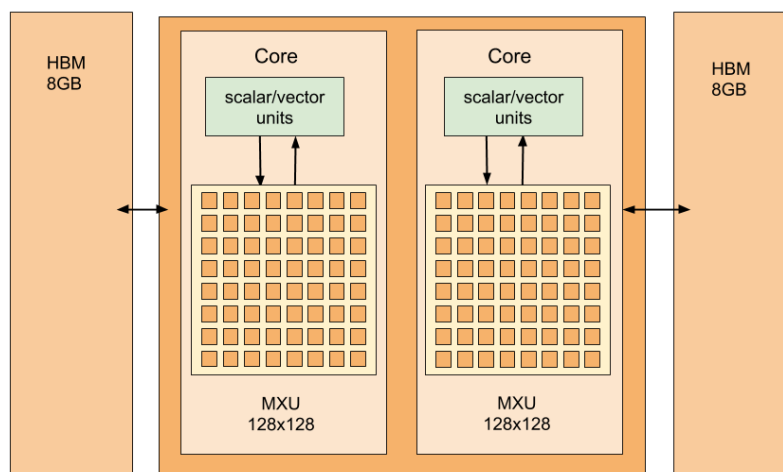 HBM
8GB
Core
scalar/vector
units
MXU
128x128
Core
scalar/vector
units
MXU
128x128
HBM
8GB